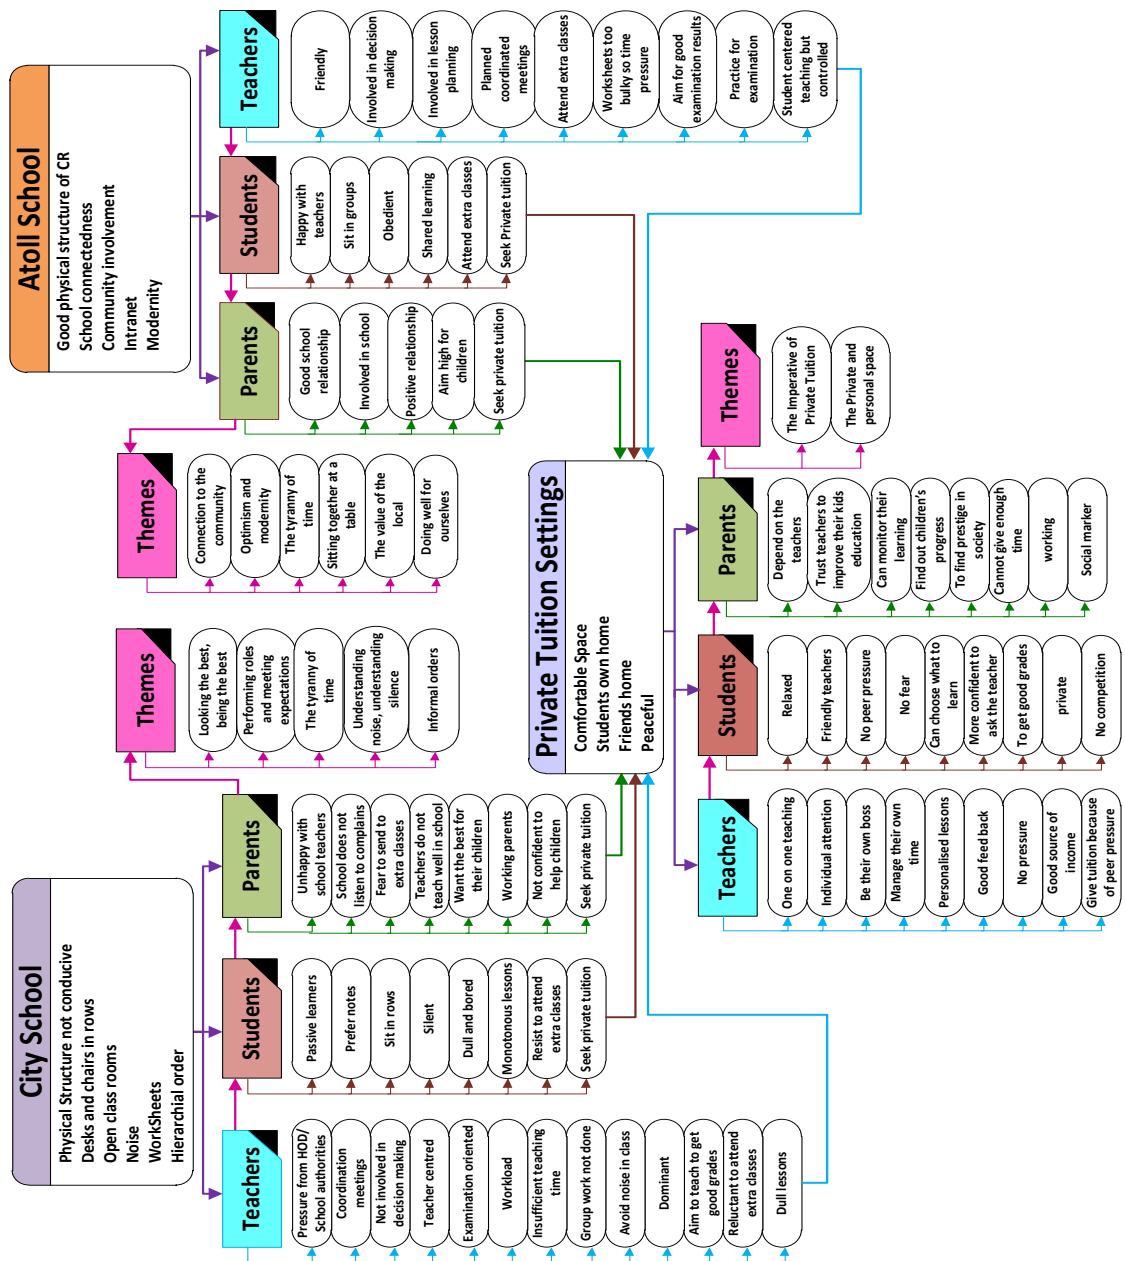 City School
Physical Structure not conducive
Desks and chairs in rows
Open class rooms
Noise
WorkSheets
Hierarchial order
Teachers
Pressure from HOD/
School authorities
Coordination
meetings
Not involved in
decision making
Teacher centred
Examination oriented
Workload
Insufficient teaching
time
Group work not done
Avoid noise in class
Dominant
Aim to teach to get
good grades
Reluctant to attend
extra classes
Dull lessons
Students
Passive learners
Prefer notes
Sit in rows
Silent
Dull and bored
Monotonous lessons
Resist to attend
extra classes
Seek private tuition
Parents
Unhappy with
school teachers
School does not
listen to complains
Fear to send to
extra classes
Teachers do not
teach well in school
Want the best for
their children
Working parents
Not confident to
help children
Seek private tuition
Themes
Looking the best,
being the best
Performing roles
and meeting
expectations
The tyranny of
time
Understanding
noise, understanding
silence
Informal orders
Atoll School
Good physical structure of CR
School connectedness
Community involvement
Intranet
Modernity
Themes
Connection to the
community
Optimism and
modernity
The tyranny of
time
Sitting together at a
table
The value of the
local
Doing well for
ourselves
Parents
Good school
relationship
Involved in school
Positive relationship
Aim high for
children
Seek private tuition
Students
Happy with
teachers
Sit in groups
Obedient
Shared learning
Attend extra classes
Seek Private tuition
Teachers
Friendly
Involved in decision
making
Involved in lesson
planning
Planned
coordinated
meetings
Attend extra classes
Worksheets too
bulky so time
pressure
Aim for good
examination results
Practice for
examination
Student centered
teaching but
controlled
Private Tuition Settings
Comfortable Space
Students own home
Friends home
Peaceful
Teachers
One on one teaching
Individual attention
Be their own boss
Manage their own
time
Personalised lessons
Good feed back
No pressure
Good source of
income
Give tuition because
of peer pressure
Students
Relaxed
Friendly teachers
No peer pressure
No fear
Can choose what to
learn
More confident to
ask the teacher
To get good grades
private
No competition
Parents
Depend on the
teachers
Trust teachers to
improve their kids
education
Can monitor their
learning
Find out children's
progress
To find prestige in
society
Cannot give enough
time
working
Social marker
Themes
The Imperative of
Private Tuition
The Private and
personal space